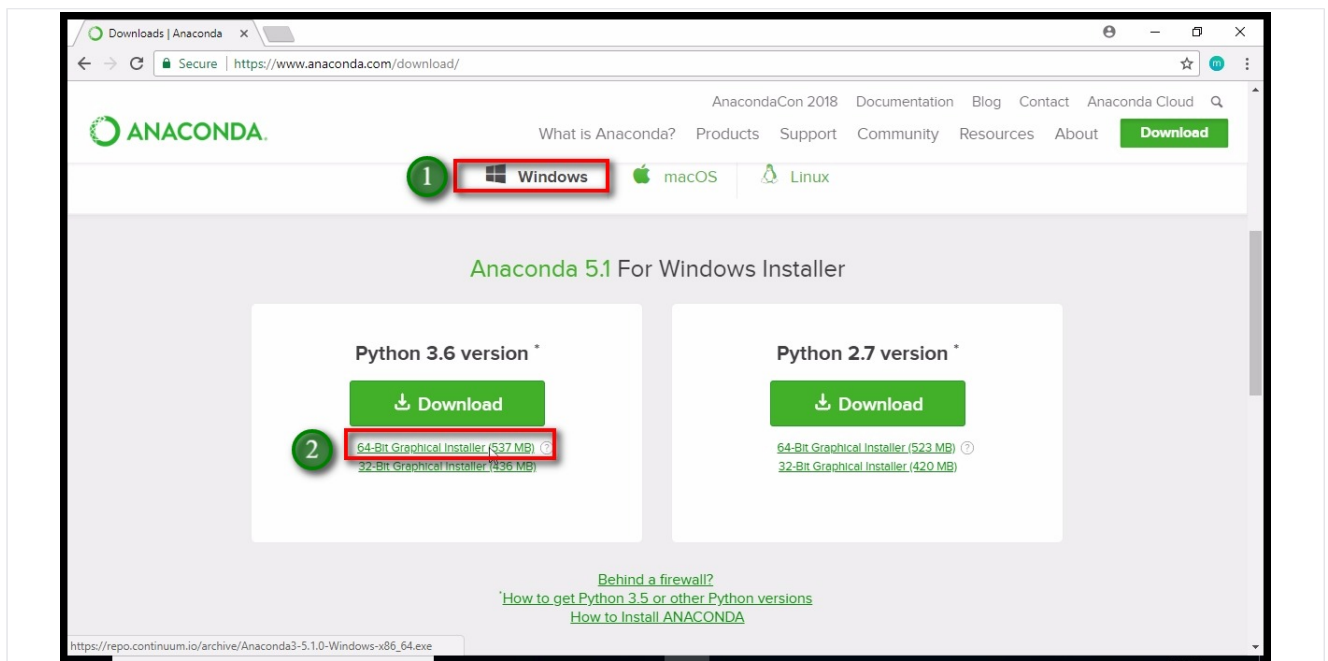 Downloads | Anaconda
Secure | https://www.anaconda.com/download/
AnacondaCon 2018 Documentation Blog Contact Anaconda Cloud
ANACONDA.
What is Anaconda? Products Support Community Resources About Download
1 Windows macOS Linux
Anaconda 5.1 For Windows Installer
Python 3.6 version *
Download
2 64-Bit Graphical Installer (537 MB) ?
32-Bit Graphical Installer (436 MB)
Python 2.7 version *
Download
64-Bit Graphical Installer (523 MB) ?
32-Bit Graphical Installer (420 MB)
Behind a firewall?
*How to get Python 3.5 or other Python versions
How to Install ANACONDA
https://repo.continuum.io/archive/Anaconda3-5.1.0-Windows-x86_64.exe